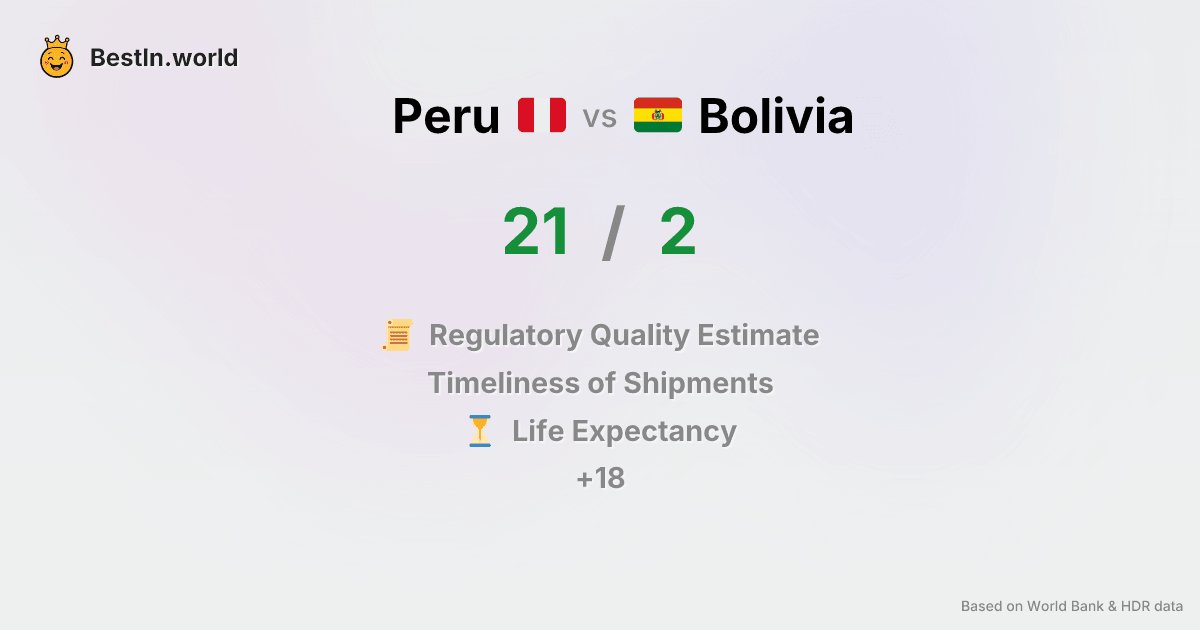 BestIn.world
Peru vs Bolivia
21 / 2
Regulatory Quality Estimate
Timeliness of Shipments
Life Expectancy
+18
Based on World Bank & HDR data